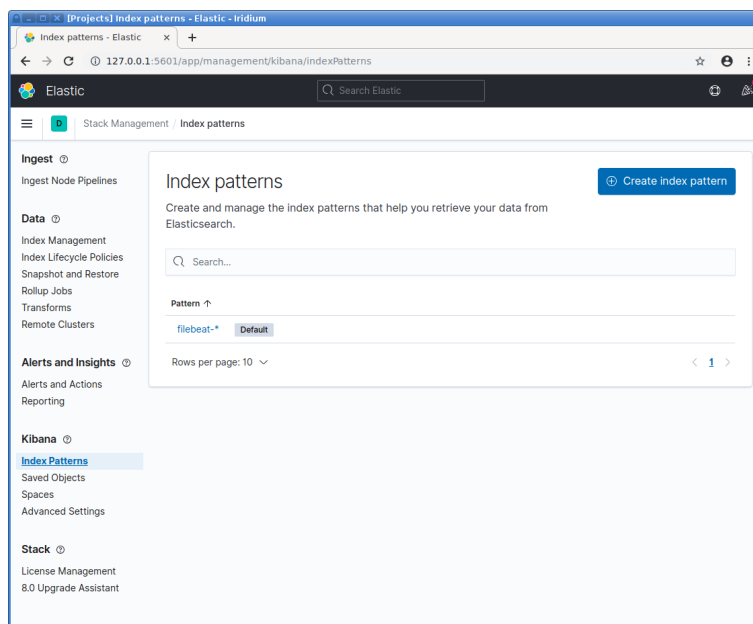 [Projects] Index patterns - Elastic - Iridium
Index patterns - Elastic
127.0.0.1:5601/app/management/kibana/indexPatterns
Elastic
Search Elastic
D
Stack Management / Index patterns
Ingest
Ingest Node Pipelines
Data
Index Management
Index Lifecycle Policies
Snapshot and Restore
Rollup Jobs
Transforms
Remote Clusters
Alerts and Insights
Alerts and Actions
Reporting
Kibana
Index Patterns
Saved Objects
Spaces
Advanced Settings
Stack
License Management
8.0 Upgrade Assistant
Index patterns
Create index pattern
Create and manage the index patterns that help you retrieve your data from
Elasticsearch.
Search...
Pattern
filebeat-*
Default
Rows per page: 10
1